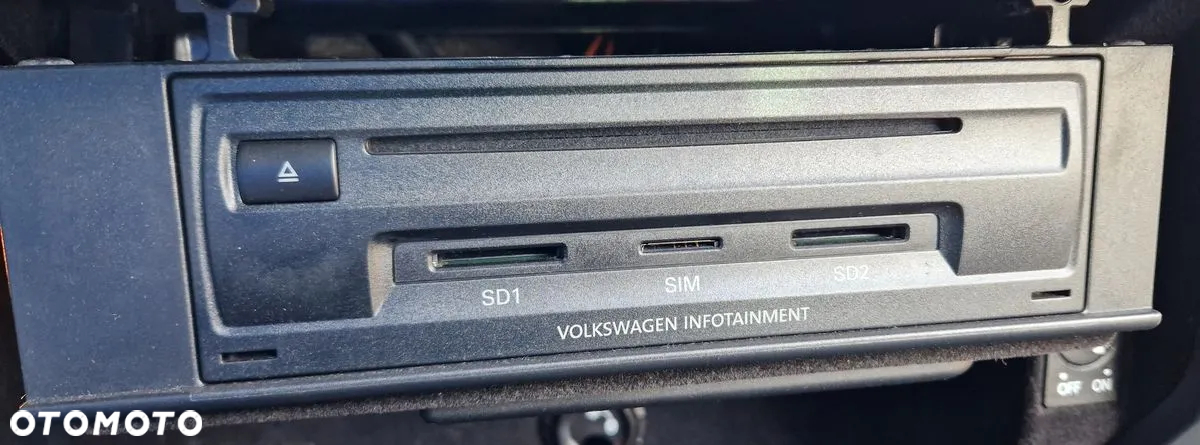 SD1 SIM SD2
VOLKSWAGEN INFOTAINMENT
OFF ON
OTOMOTO